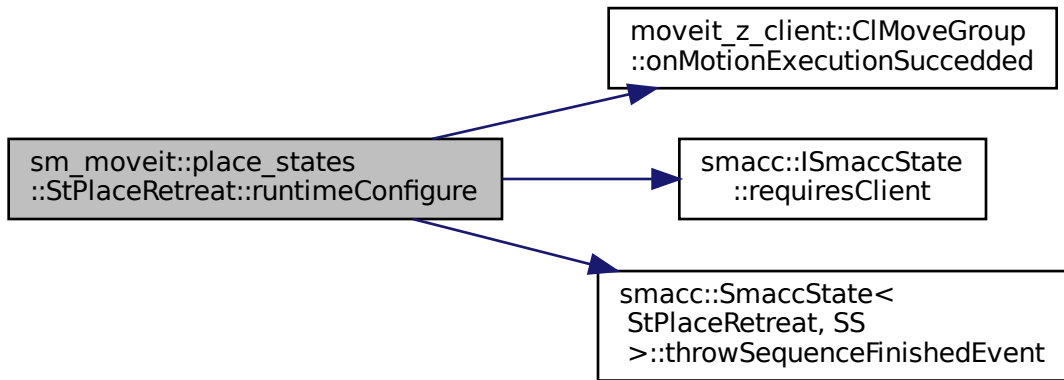 moveit_z_client::ClMoveGroup
::onMotionExecutionSuccedded
sm_moveit::place_states
::StPlaceRetreat::runtimeConfigure
smacc::ISmaccState
::requiresClient
smacc::SmaccState<
StPlaceRetreat, SS
>::throwSequenceFinishedEvent